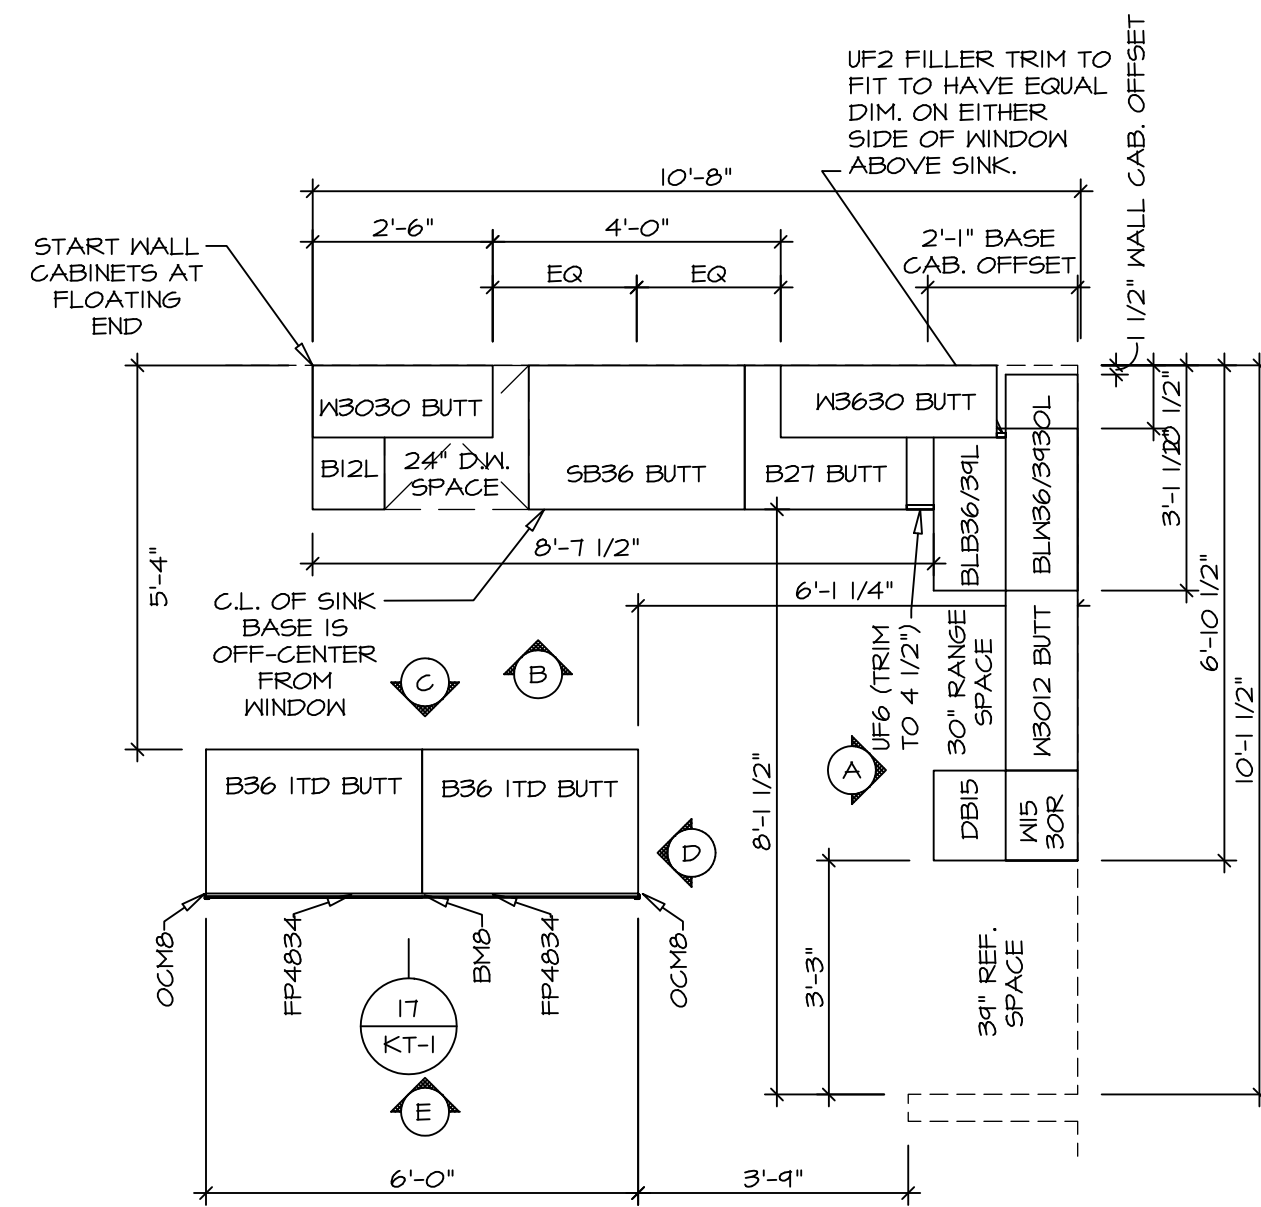 UF2 FILLER TRIM TO
FIT TO HAVE EQUAL
DIM. ON EITHER
SIDE OF WINDOW
ABOVE SINK.
1 1/2" WALL CAB. OFFSET
10'-8"
2'-6"
4'-0"
2'-1" BASE
CAB. OFFSET
EQ
EQ
START WALL
CABINETS AT
FLOATING
END
W3030 BUTT
W3630 BUTT
B12L
24" D.W.
SPACE
SB36 BUTT
B27 BUTT
BLB36/39L
BLM36/3930L
10 1/2"
3'-1 1/2"
8'-7 1/2"
5'-4"
6'-1 1/4"
C.L. OF SINK
BASE IS
OFF-CENTER
FROM
WINDOW
C
B
A
UF6 (TRIM
TO 4 1/2")
30" RANGE
SPACE
W3012 BUTT
6'-10 1/2"
10'-1 1/2"
B36 1TD BUTT
B36 1TD BUTT
8'-1 1/2"
DB15
W15
30R
D
OCM8
FP4834
BM8
FP4834
OCM8
3'-3"
39" REF.
SPACE
17
KT-1
E
6'-0"
3'-9"